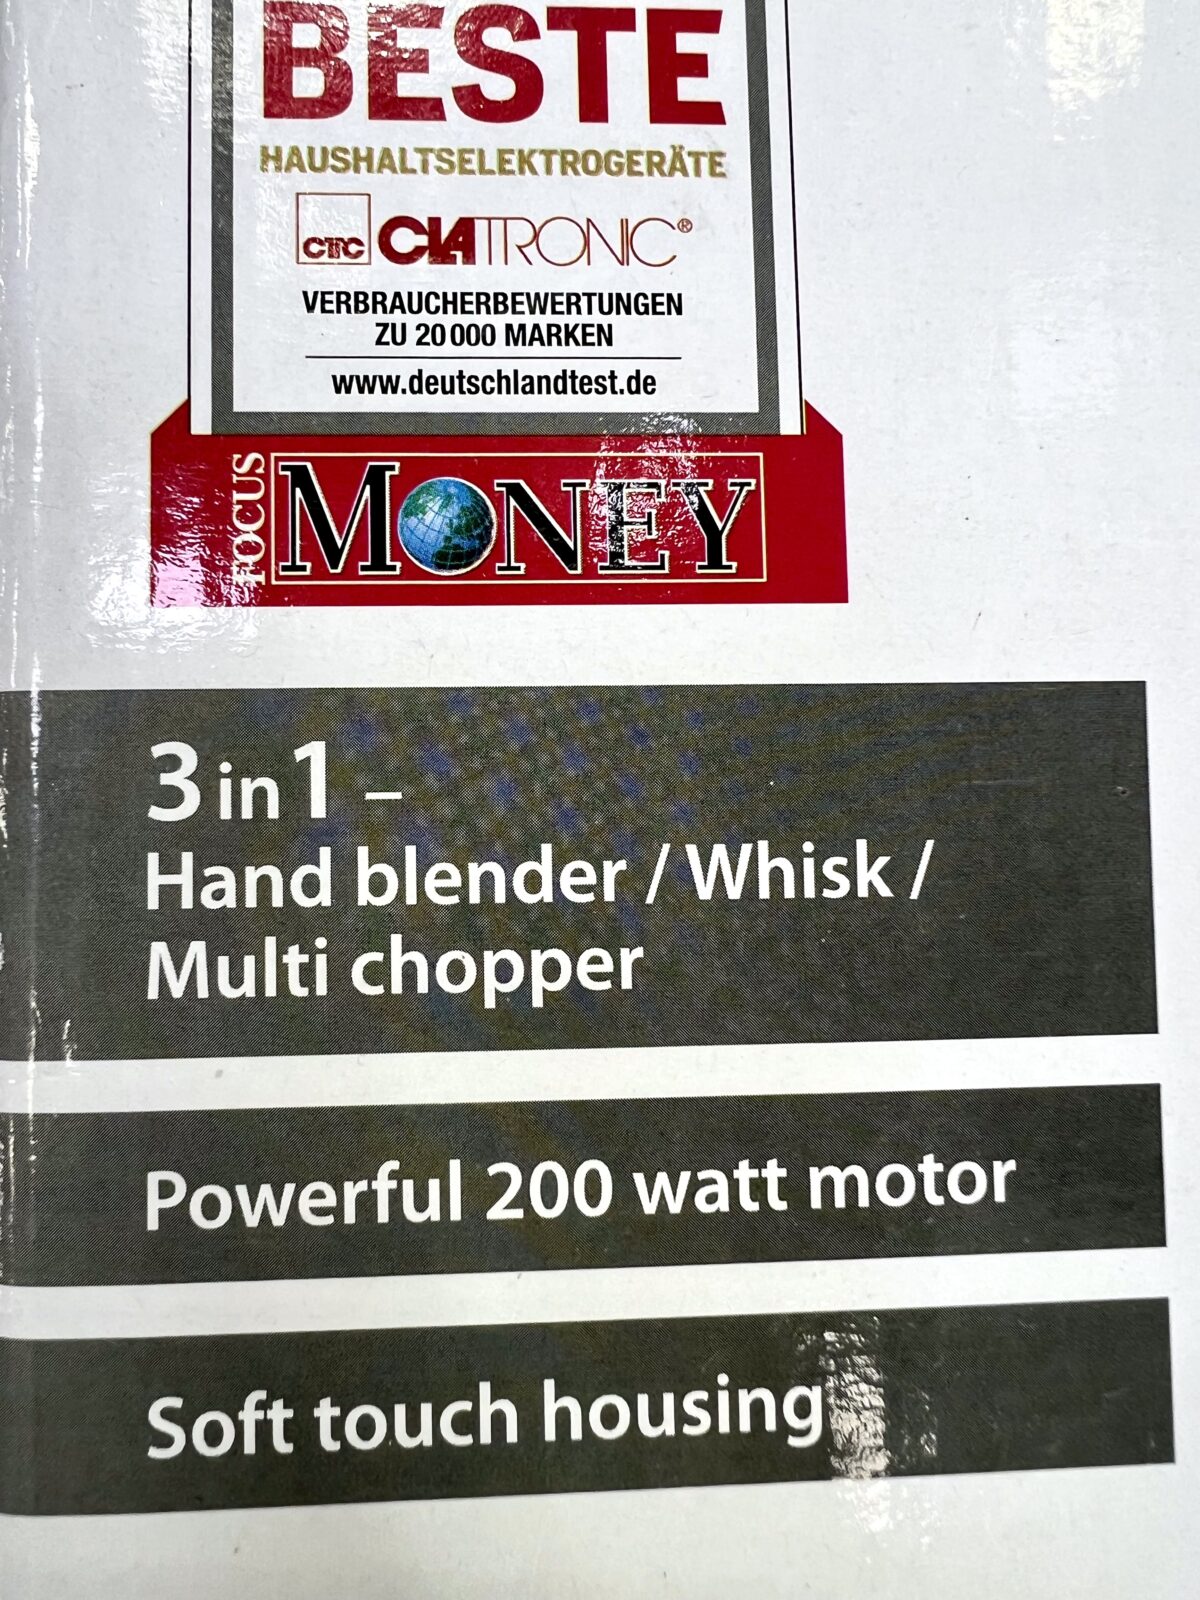 BESTE
HAUSHALTSELEKTROGERÄTE
CTC CLATRONIC®
VERBRAUCHERBEWERTUNGEN
ZU 20 000 MARKEN
www.deutschlandtest.de
FOCUS MONEY
3 in 1 –
Hand blender / Whisk /
Multi chopper
Powerful 200 watt motor
Soft touch housing